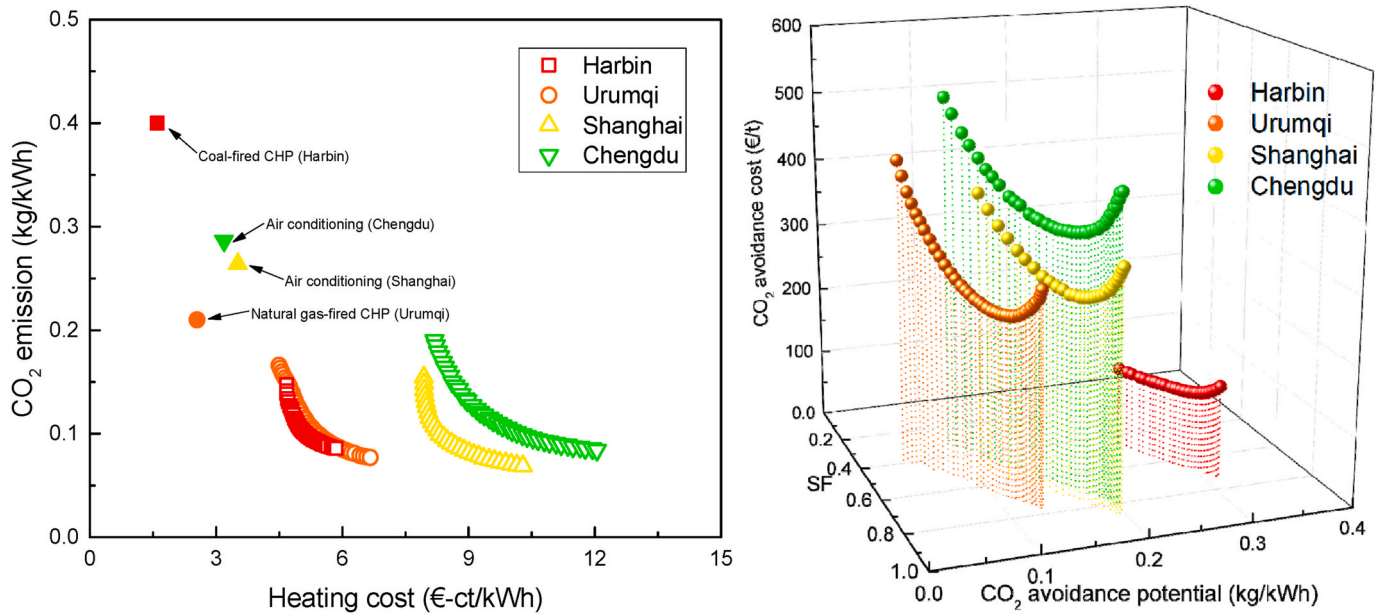 0.5
0.4
0.3
0.2
0.1
0.0
CO2 emission (kg/kWh)
0
3
6
9
12
15
Heating cost (€-ct/kWh)
Harbin
Urumqi
Shanghai
Chengdu
Coal-fired CHP (Harbin)
Air conditioning (Chengdu)
Air conditioning (Shanghai)
Natural gas-fired CHP (Urumqi)
600
500
400
300
200
100
0.0
CO2 avoidance cost (€/t)
Harbin
Urumqi
Shanghai
Chengdu
0.2
0.4
0.6
0.8
1.0
SF
0.0
0.1
0.2
0.3
0.4
CO2 avoidance potential (kg/kWh)